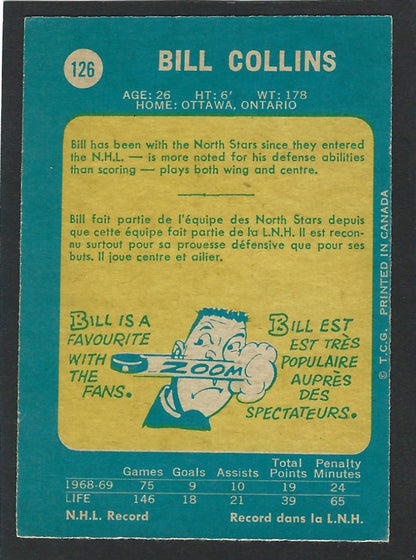 126
BILL COLLINS
AGE: 26 HT: 6' WT: 178
HOME: OTTAWA, ONTARIO
Bill has been with the North Stars since they entered
the N.H.L. — is more noted for his defense abilities
than scoring — plays both wing and centre.
Bill fait partie de l'équipe des North Stars depuis
que cette équipe fait partie de la L.N.H. Il est recon-
nu surtout pour sa prouesse défensive que pour ses
buts. Il joue centre et ailier.
BILL IS A
FAVOURITE
WITH
THE
FANS.
ZOOM
BILL EST
EST TRÈS
POPULAIRE
AUPRÈS
DES
SPECTATEURS.
© T.C.G. PRINTED IN CANADA
Games Goals Assists Total Points Penalty Minutes
1968-69 75 9 10 19 24
LIFE 146 18 21 39 65
N.H.L. Record Record dans la L.N.H.